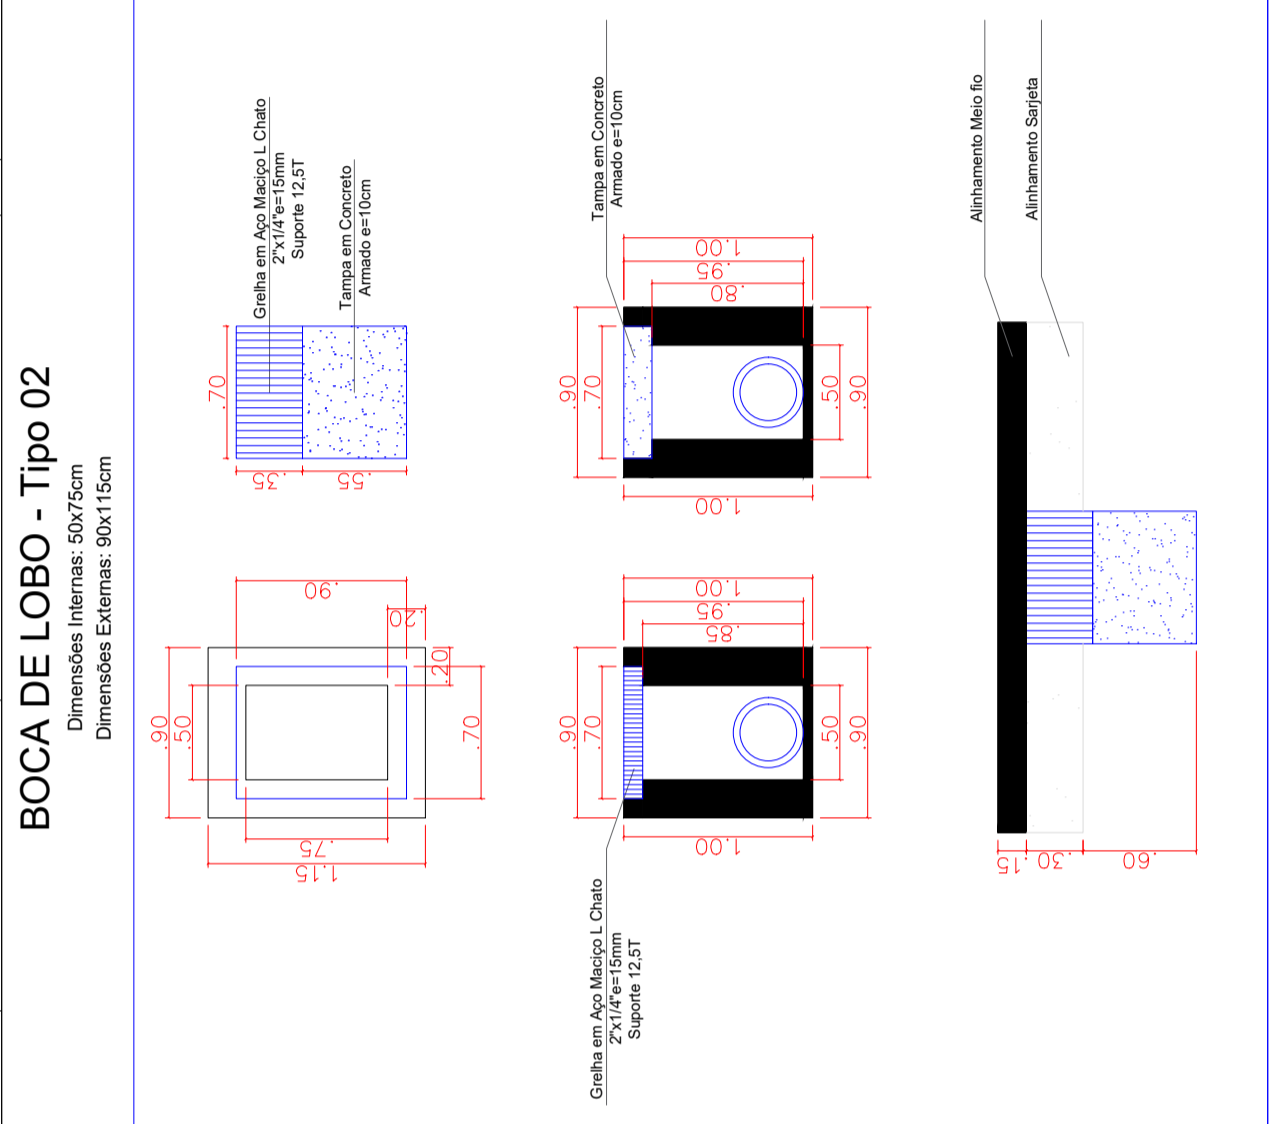 BOCA DE LOBO - Tipo 02
Dimensões Internas: 50x75cm
Dimensões Externas: 90x115cm
.90
.50
.75
1.15
.90
.20
.20
.70
.70
.35
.55
Grelha em Aço Maciço L Chato
2"x1/4"e=15mm
Suporte 12,5T
Tampa em Concreto
Armado e=10cm
Grelha em Aço Maciço L Chato
2"x1/4"e=15mm
Suporte 12,5T
.90
.70
1.00
.95
.85
1.00
.50
.90
Tampa em Concreto
Armado e=10cm
.90
.70
1.00
.95
.80
1.00
.50
.90
Alinhamento Meio fio
Alinhamento Sarjeta
.15
.30
.60